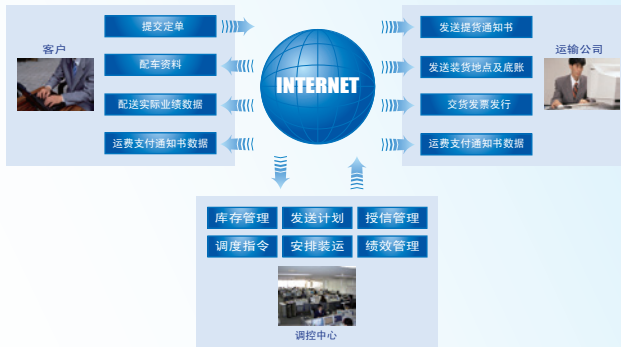 客户
提交定单
配车资料
配送实际业绩数据
运费支付通知书数据
INTERNET
发送提货通知书
发送装货地点及底账
交货发票发行
运费支付通知书数据
运输公司
库存管理 发送计划 授信管理
调度指令 安排装运 绩效管理
调控中心